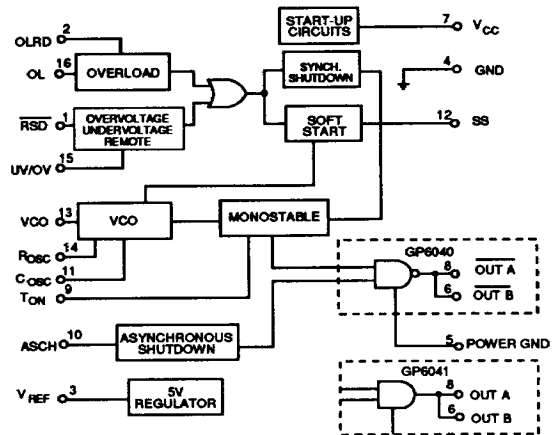 2
OLRD
16
OL
OVERLOAD
START-UP
CIRCUITS
7
VCC
SYNCH.
SHUTDOWN
4
GND
RSD
1
OVERVOLTAGE
UNDERVOLTAGE
REMOTE
15
UV/OV
SOFT
START
12
SS
VCO
13
VCO
MONOSTABLE
14
ROSC
11
COSC
9
TON
GP6040
8
OUT A
6
OUT B
ASCH
10
ASYNCHRONOUS
SHUTDOWN
5
POWER GND
VREF
3
5V
REGULATOR
GP6041
8
OUT A
6
OUT B